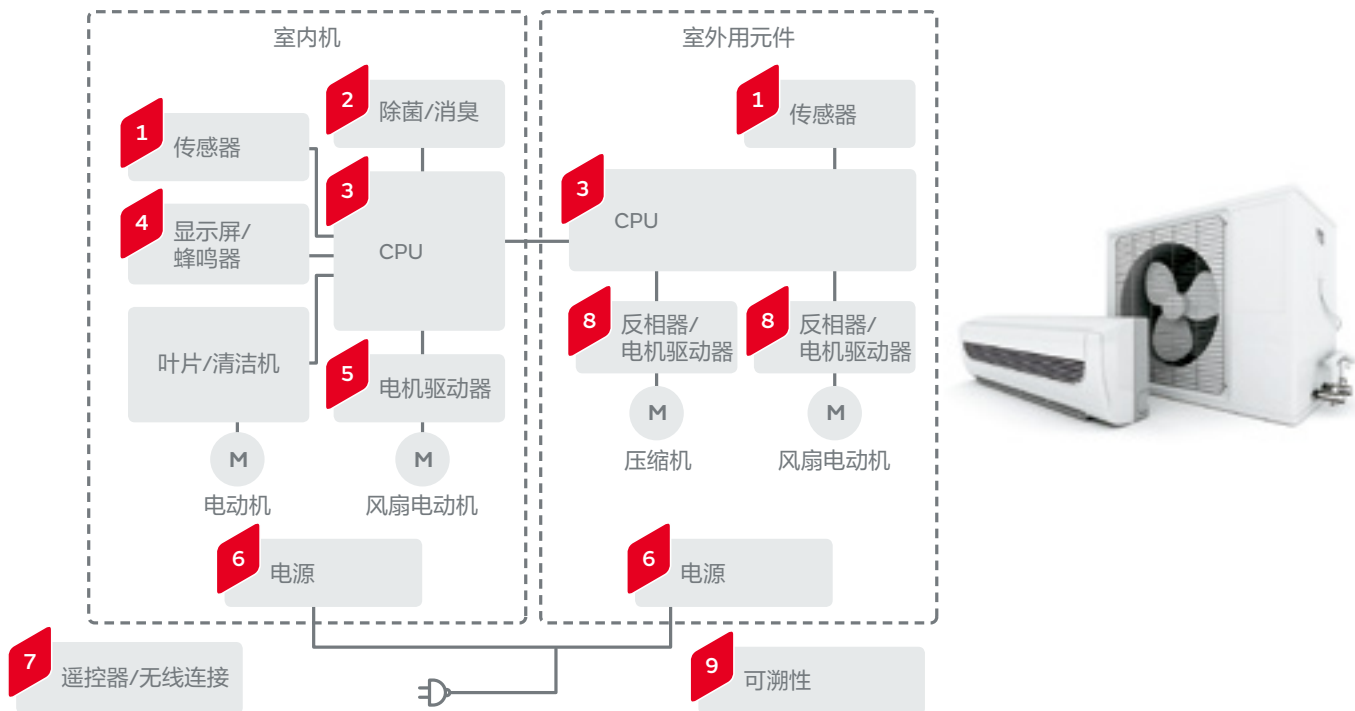 室内机
室外用元件
1
传感器
2
除菌/消臭
3
CPU
4
显示屏/
蜂鸣器
叶片/清洁机
5
电机驱动器
M
电动机
M
风扇电动机
6
电源
1
传感器
3
CPU
8
反相器/
电机驱动器
8
反相器/
电机驱动器
M
压缩机
M
风扇电动机
6
电源
7
遥控器/无线连接
9
可溯性